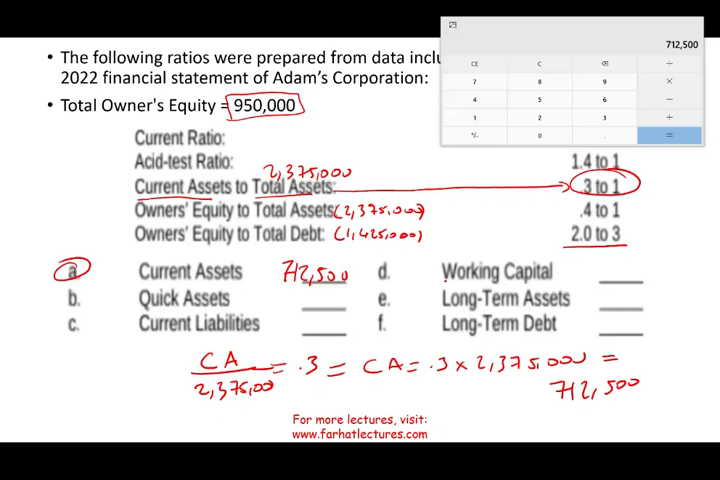 • The following ratios were prepared from data inclu
2022 financial statement of Adam's Corporation:
• Total Owner's Equity = 950,000
Current Ratio:
Acid-test Ratio: 1.4 to 1
2,375,000
Current Assets to Total Assets: .3 to 1
Owners' Equity to Total Assets: (2,375,000) .4 to 1
Owners' Equity to Total Debt: (1,425,000) 2.0 to 3
a. Current Assets 712,500 d. Working Capital
b. Quick Assets e. Long-Term Assets
c. Current Liabilities f. Long-Term Debt
CA / 2,375,000 = .3 = CA = .3 x 2,375,000 =
712,500
For more lectures, visit:
www.farhatlectures.com
712,500
CE C ⌫ ÷
7 8 9 ×
4 5 6 −
1 2 3 +
+/- 0 . =